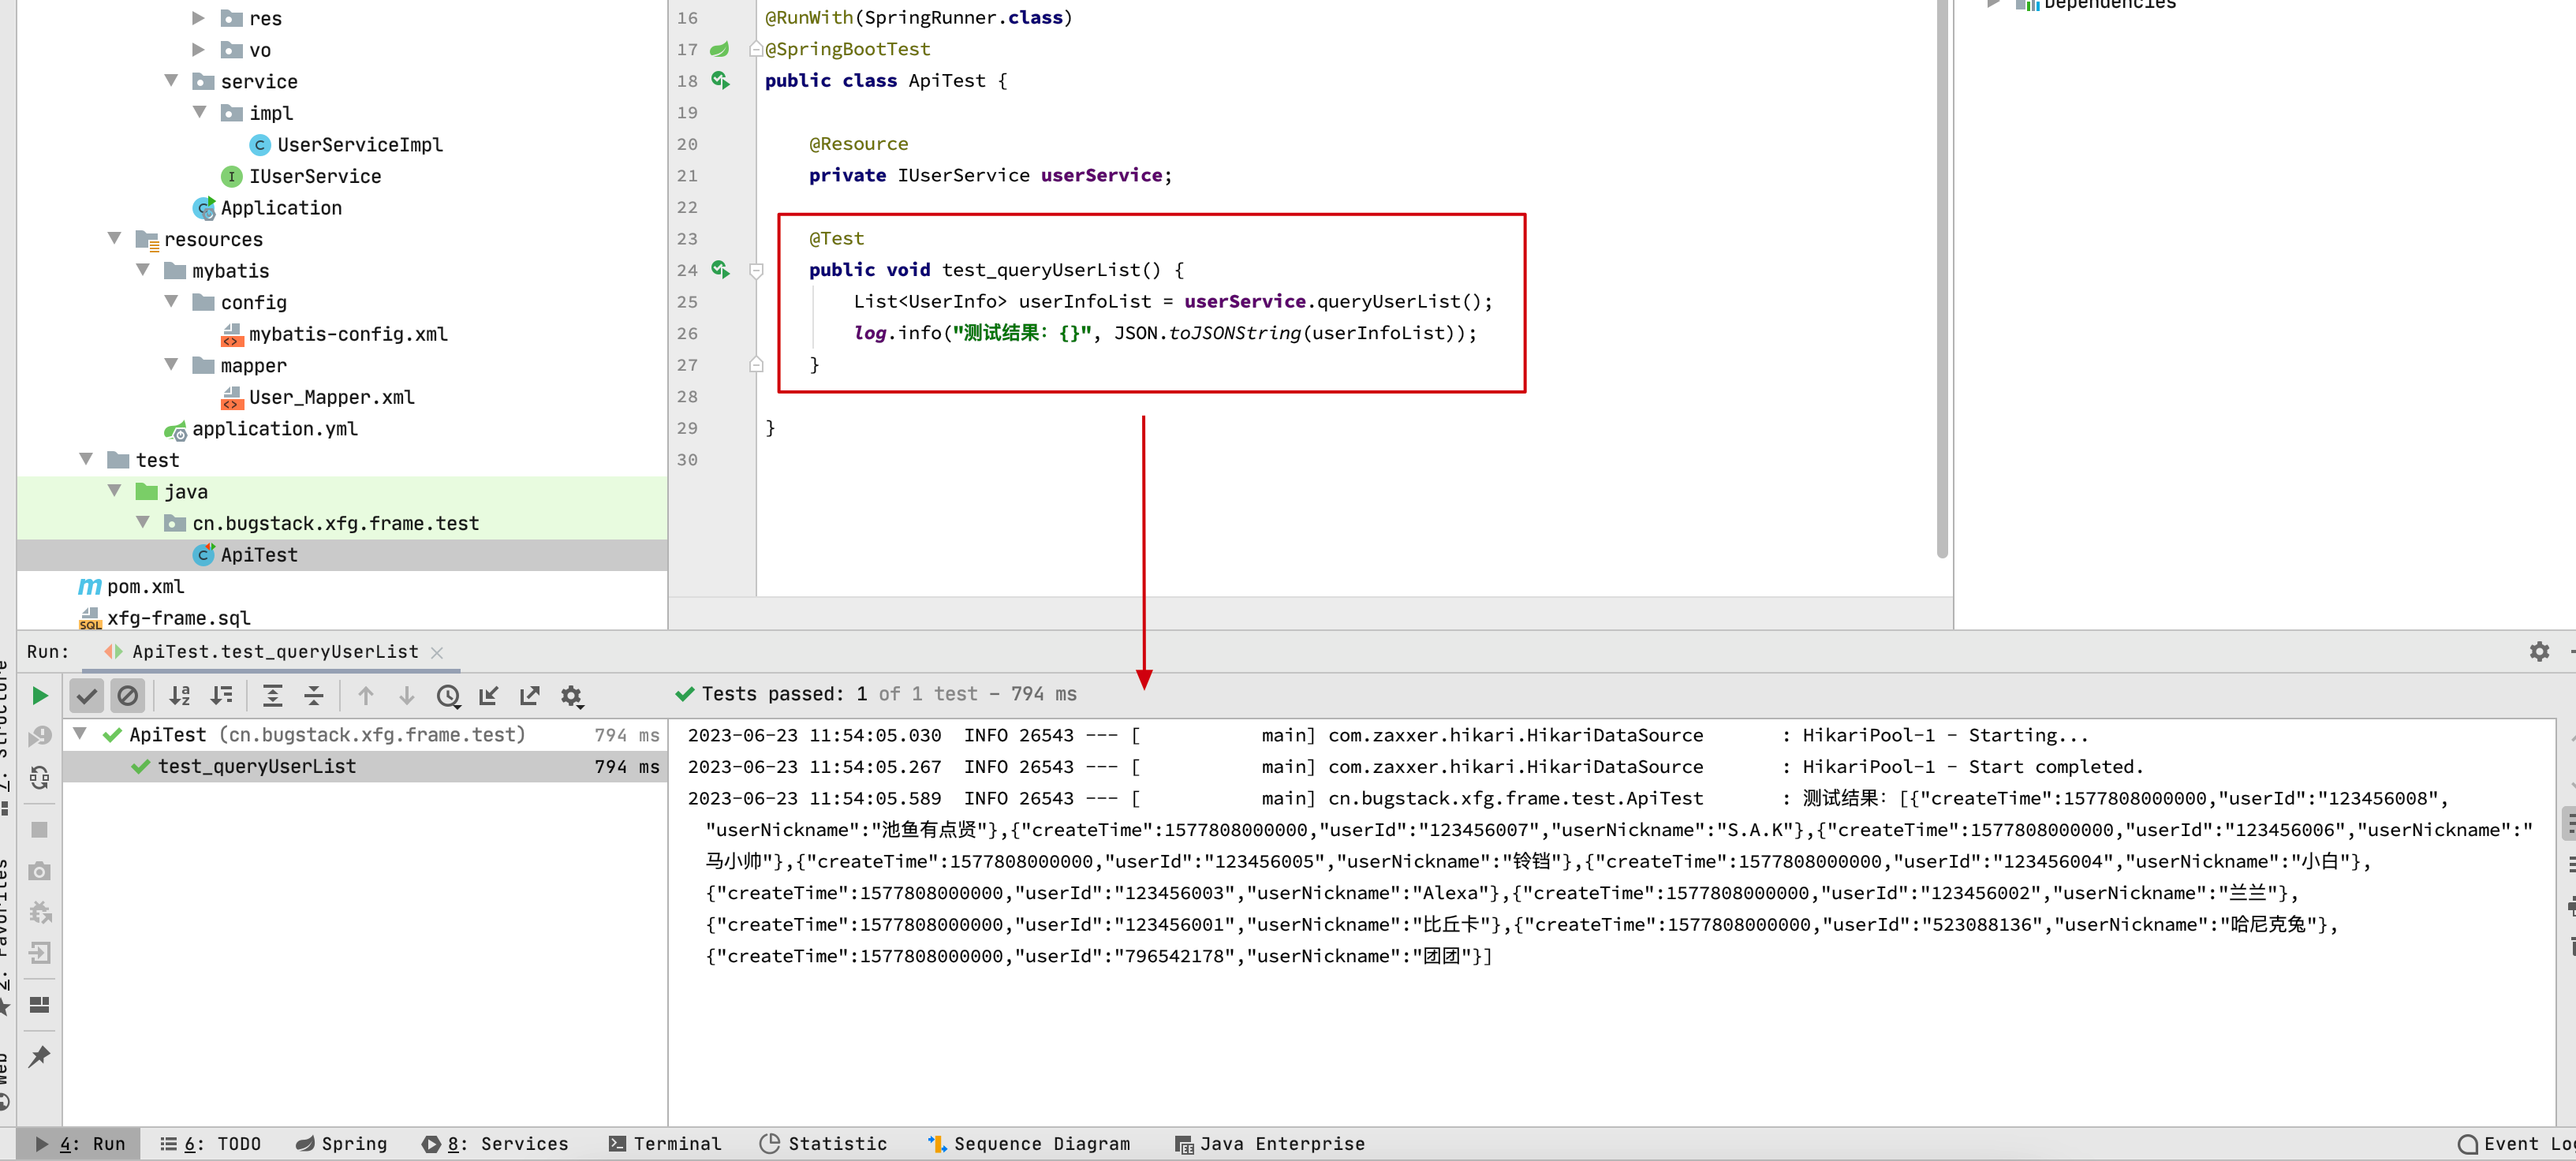 res
vo
service
impl
UserServiceImpl
IUserService
Application
resources
mybatis
config
mybatis-config.xml
mapper
User_Mapper.xml
application.yml
test
java
cn.bugstack.xfg.frame.test
ApiTest
pom.xml
xfg-frame.sql
16 @RunWith(SpringRunner.class)
17 @SpringBootTest
18 public class ApiTest {
19
20 @Resource
21 private IUserService userService;
22
23 @Test
24 public void test_queryUserList() {
25 List<UserInfo> userInfoList = userService.queryUserList();
26 log.info("测试结果：{}", JSON.toJSONString(userInfoList));
27 }
28
29 }
30
Dependencies
Run: ApiTest.test_queryUserList
Tests passed: 1 of 1 test – 794 ms
ApiTest (cn.bugstack.xfg.frame.test) 794 ms
test_queryUserList 794 ms
2023-06-23 11:54:05.030  INFO 26543 --- [           main] com.zaxxer.hikari.HikariDataSource       : HikariPool-1 - Starting...
2023-06-23 11:54:05.267  INFO 26543 --- [           main] com.zaxxer.hikari.HikariDataSource       : HikariPool-1 - Start completed.
2023-06-23 11:54:05.589  INFO 26543 --- [           main] cn.bugstack.xfg.frame.test.ApiTest       : 测试结果：[{"createTime":1577808000000,"userId":"123456008",
"userNickname":"池鱼有点贤"},{"createTime":1577808000000,"userId":"123456007","userNickname":"S.A.K"},{"createTime":1577808000000,"userId":"123456006","userNickname":"
马小帅"},{"createTime":1577808000000,"userId":"123456005","userNickname":"铃铛"},{"createTime":1577808000000,"userId":"123456004","userNickname":"小白"},
{"createTime":1577808000000,"userId":"123456003","userNickname":"Alexa"},{"createTime":1577808000000,"userId":"123456002","userNickname":"兰兰"},
{"createTime":1577808000000,"userId":"123456001","userNickname":"比丘卡"},{"createTime":1577808000000,"userId":"523088136","userNickname":"哈尼克兔"},
{"createTime":1577808000000,"userId":"796542178","userNickname":"团团"}]
7: Structure
2: Favorites
Web
4: Run
6: TODO
Spring
8: Services
Terminal
Statistic
Sequence Diagram
Java Enterprise
Event Lo